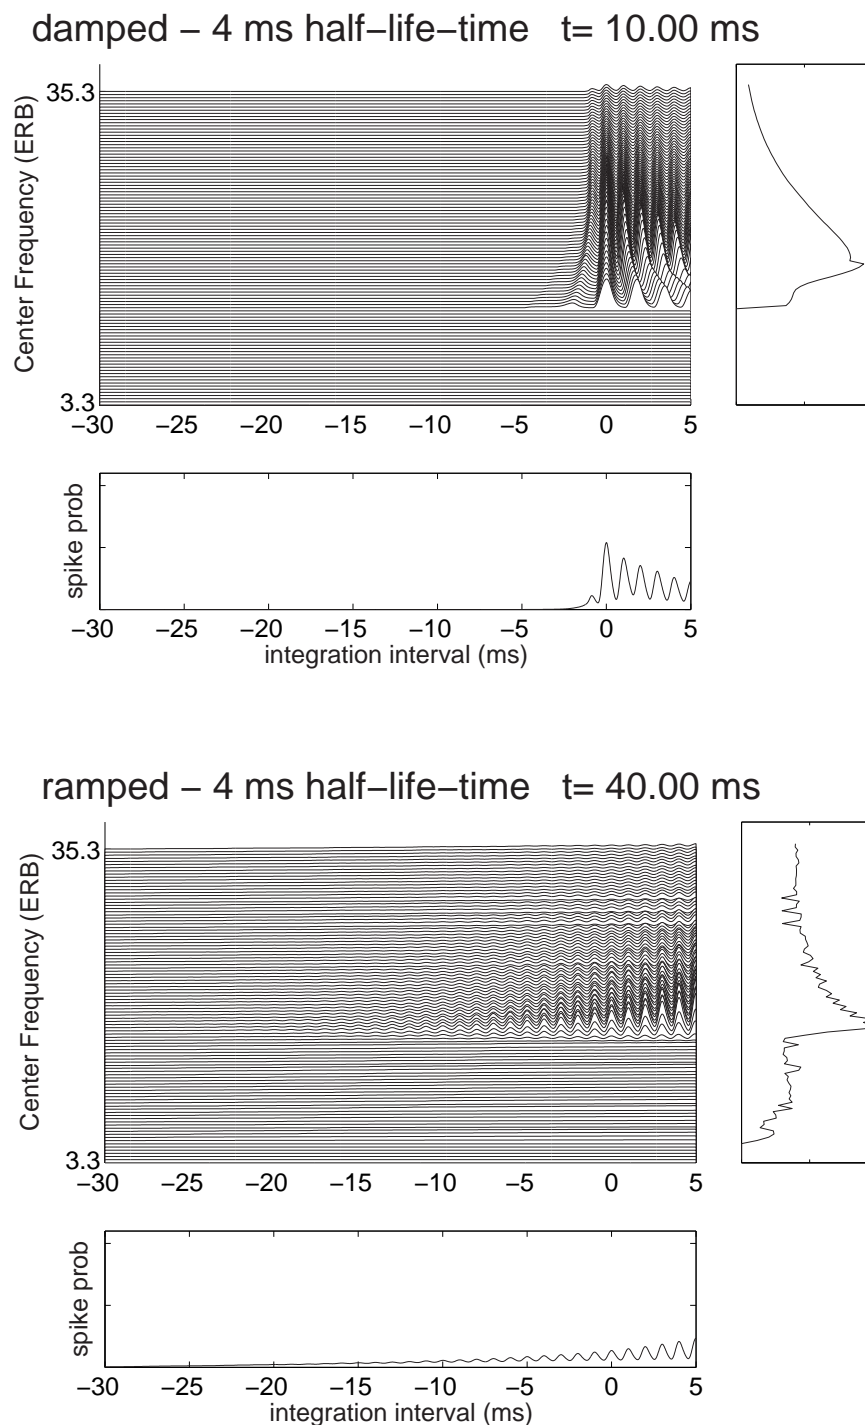 damped – 4 ms half–life–time t= 10.00 ms
Center Frequency (ERB)
35.3
3.3
–30 –25 –20 –15 –10 –5 0 5
spike prob
–30 –25 –20 –15 –10 –5 0 5
integration interval (ms)
ramped – 4 ms half–life–time t= 40.00 ms
Center Frequency (ERB)
35.3
3.3
–30 –25 –20 –15 –10 –5 0 5
spike prob
–30 –25 –20 –15 –10 –5 0 5
integration interval (ms)